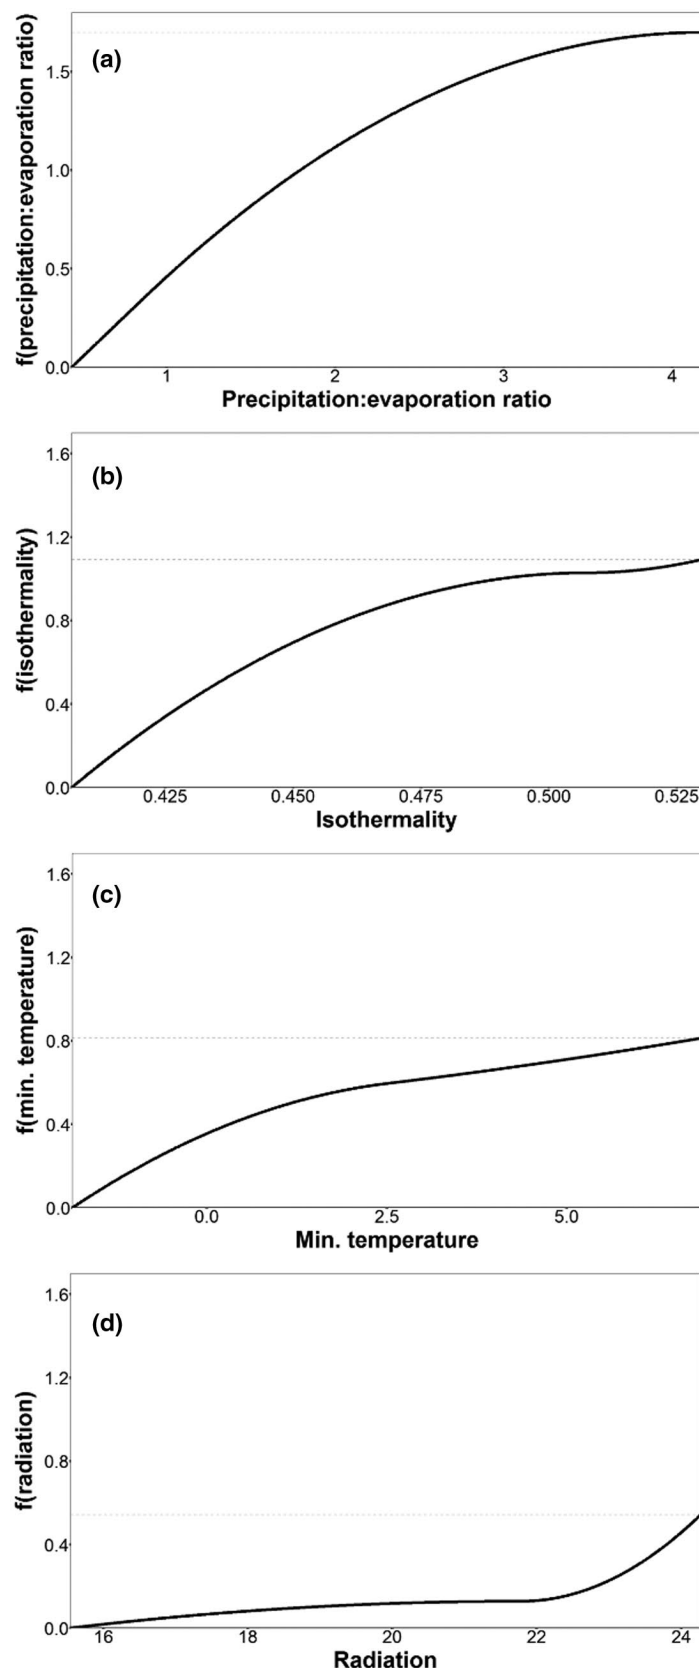 (a)
f(precipitation:evaporation ratio)
1.5
1.0
0.5
0.0
1 2 3 4
Precipitation:evaporation ratio
(b)
f(isothermality)
1.6
1.2
0.8
0.4
0.0
0.425 0.450 0.475 0.500 0.525
Isothermality
(c)
f(min. temperature)
1.6
1.2
0.8
0.4
0.0
0.0 2.5 5.0
Min. temperature
(d)
f(radiation)
1.6
1.2
0.8
0.4
0.0
16 18 20 22 24
Radiation